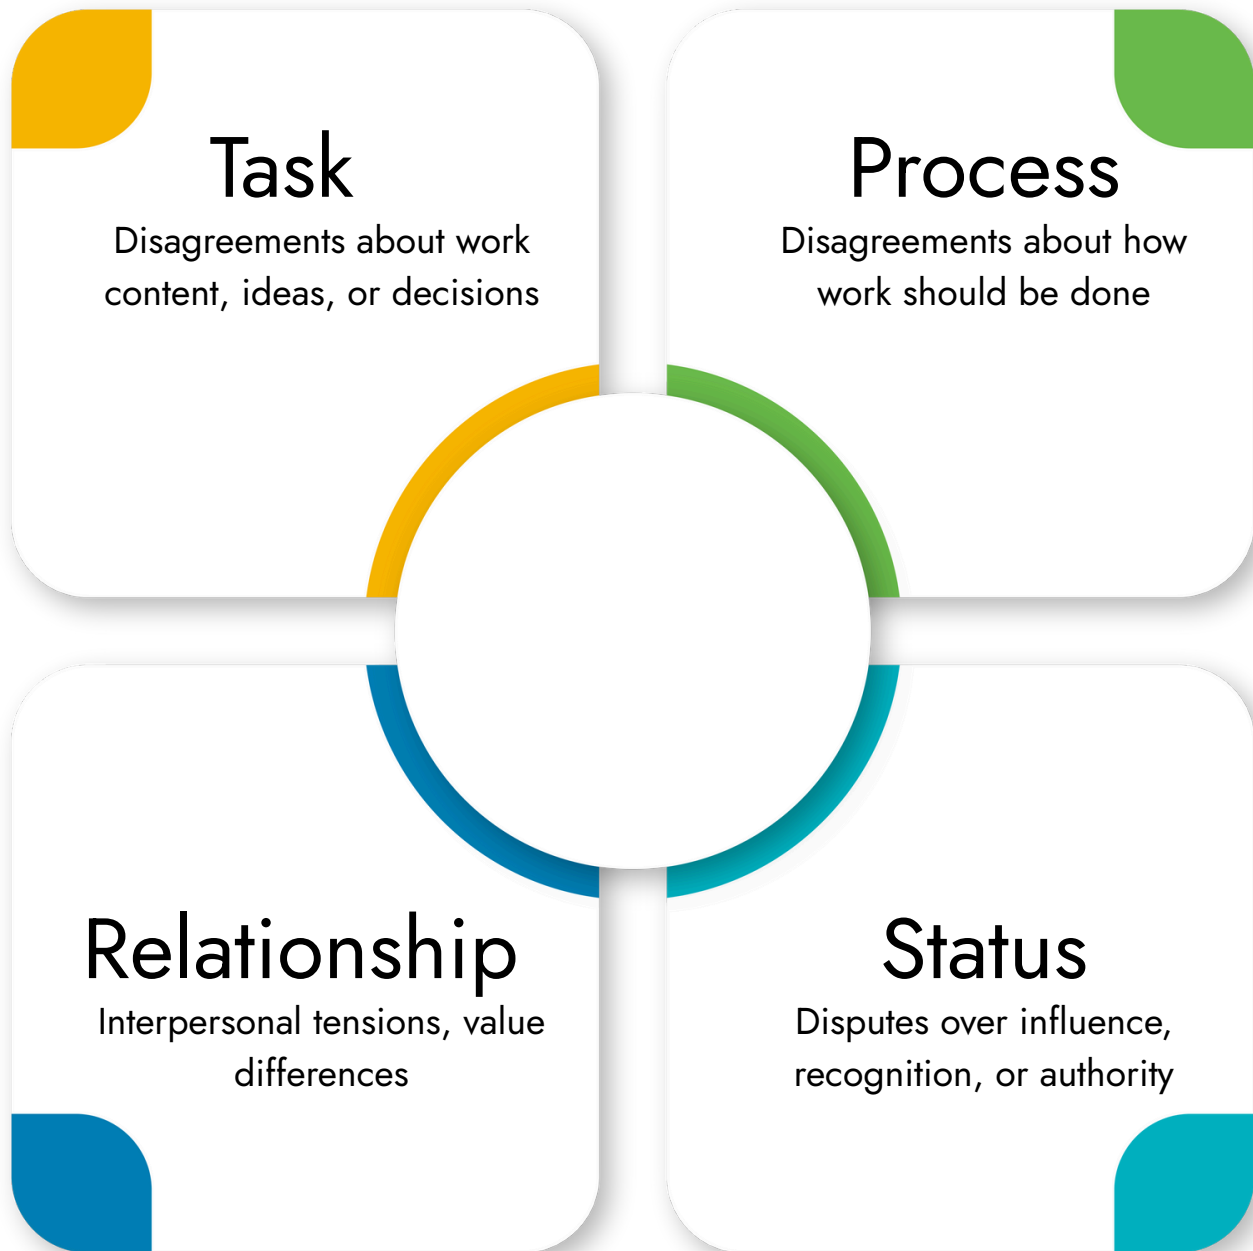 Task
Disagreements about work
content, ideas, or decisions
Process
Disagreements about how
work should be done
Relationship
Interpersonal tensions, value
differences
Status
Disputes over influence,
recognition, or authority